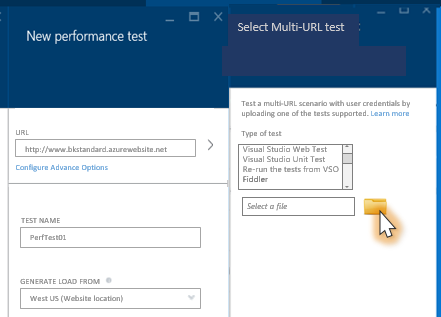 New performance test
URL
http://www.bkstandard.azurewebsite.net
Configure Advance Options
TEST NAME
PerfTest01
GENERATE LOAD FROM
West US (Website location)
Select Multi-URL test
Test a multi-URL scenario with user credentials by
uploading one of the tests supported. Learn more
Type of test
Visual Studio Web Test
Visual Studio Unit Test
Re-run the tests from VSO
Fiddler
Select a file